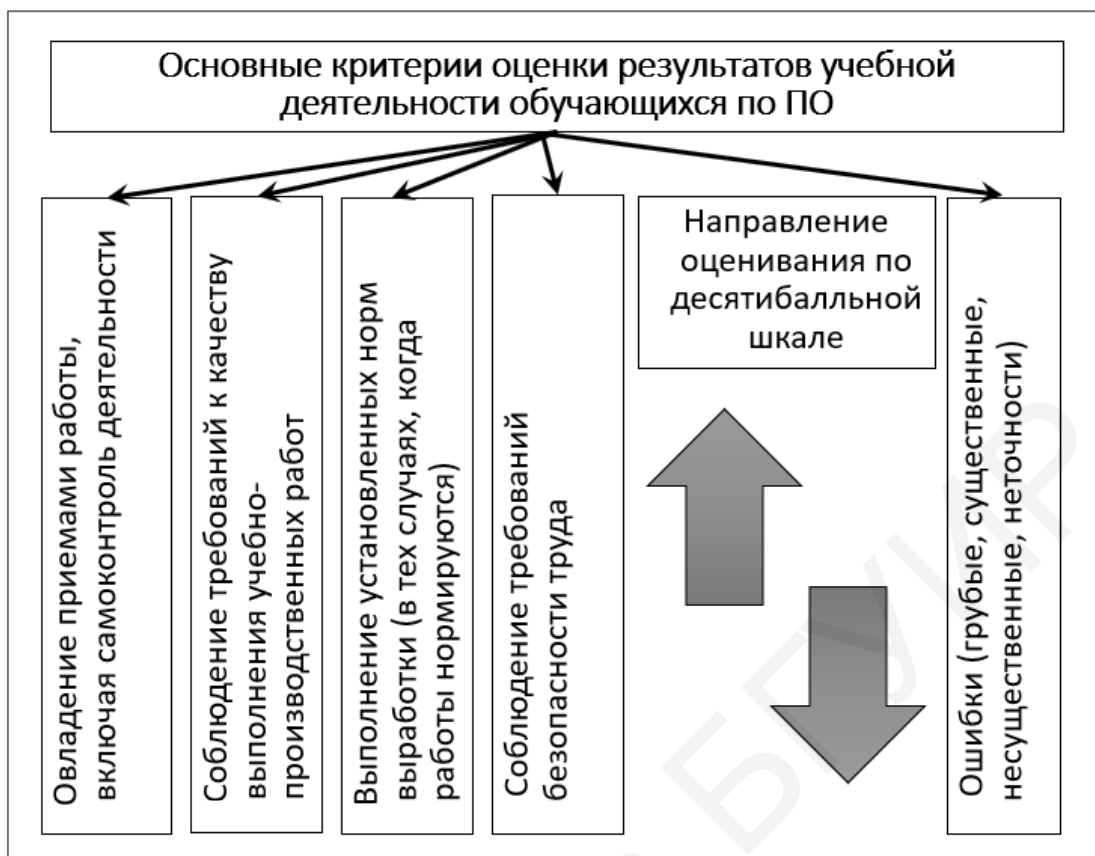 Основные критерии оценки результатов учебной
деятельности обучающихся по ПО
Овладение приемами работы,
включая самоконтроль деятельности
Соблюдение требований к качеству
выполнения учебно-
производственных работ
Выполнение установленных норм
выработки (в тех случаях, когда
работы нормируются)
Соблюдение требований
безопасности труда
Направление
оценивания по
десятибалльной
шкале
Ошибки (грубые, существенные,
несущественные, неточности)
БГУИР